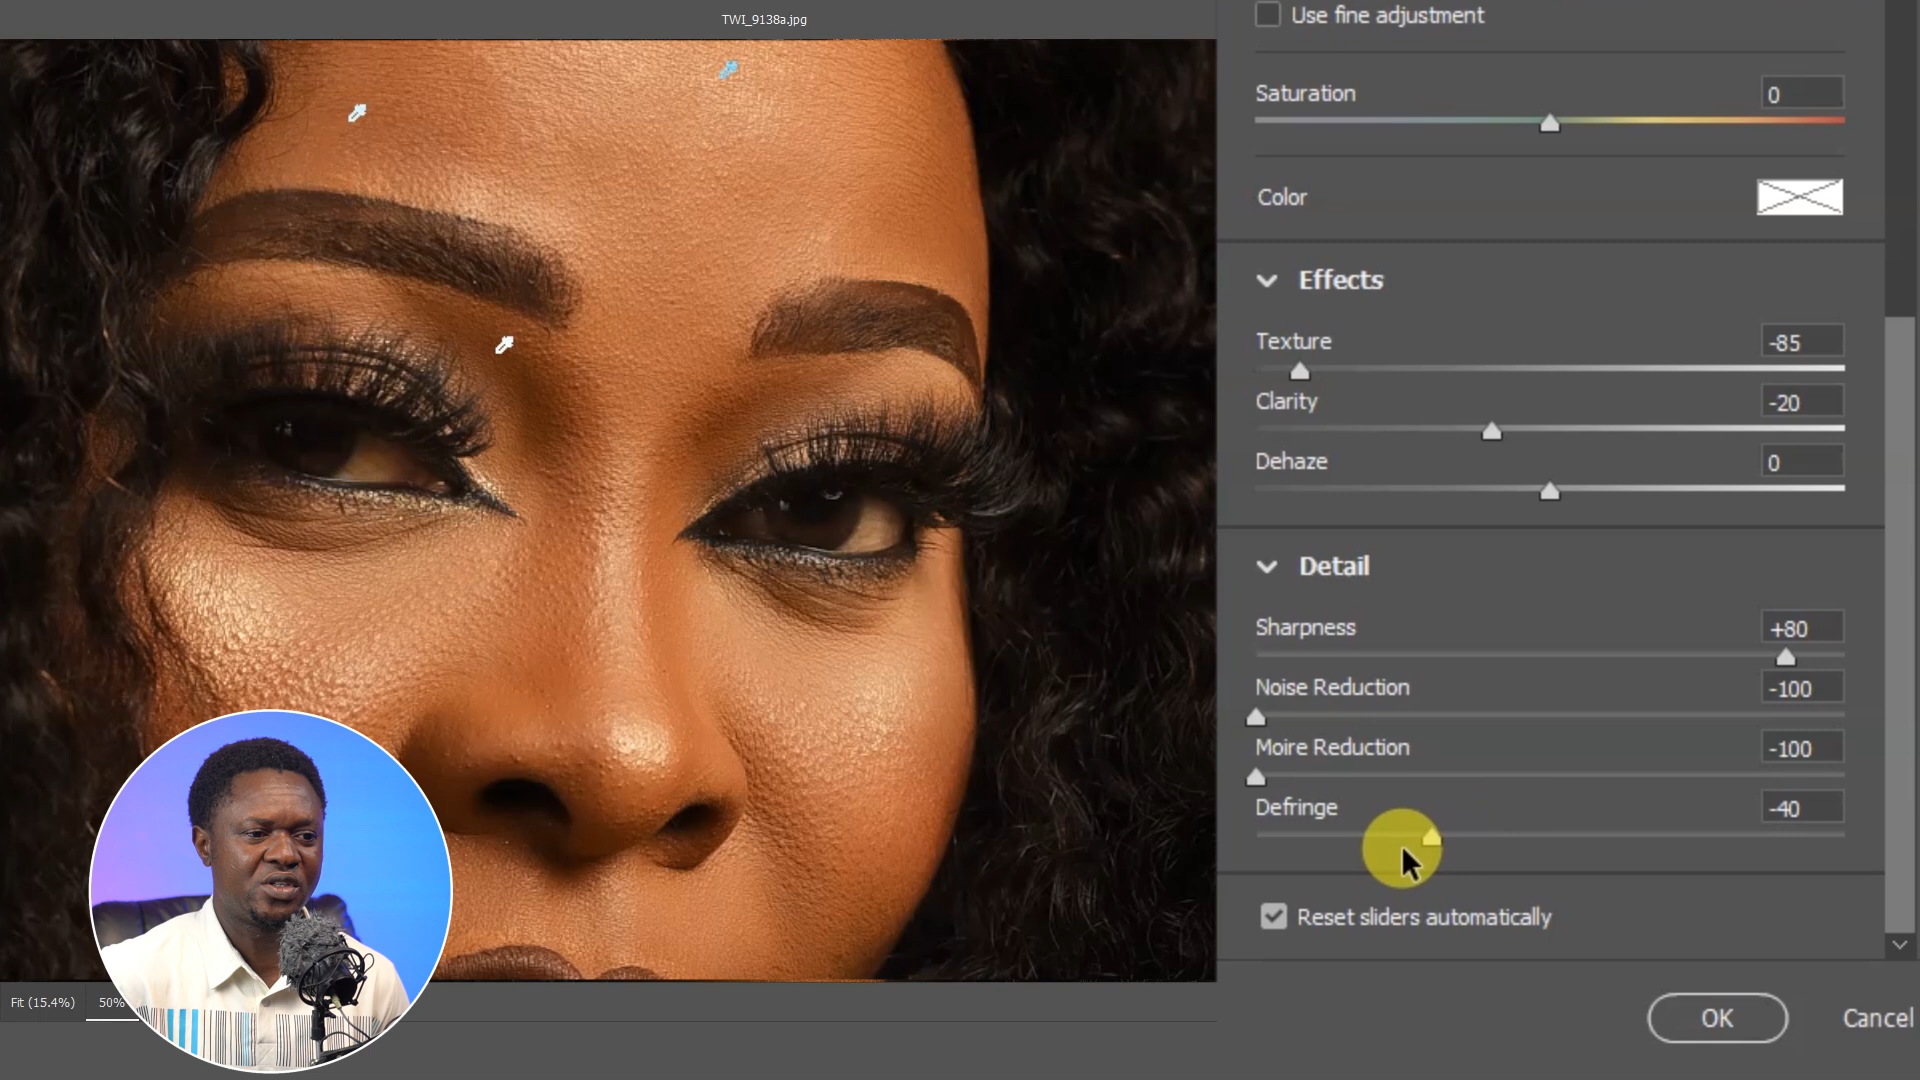 TWI_9138a.jpg
Use fine adjustment
Saturation 0
Color
Effects
Texture -85
Clarity -20
Dehaze 0
Detail
Sharpness +80
Noise Reduction -100
Moire Reduction -100
Defringe -40
Reset sliders automatically
Fit (15.4%) 50%
OK Cancel